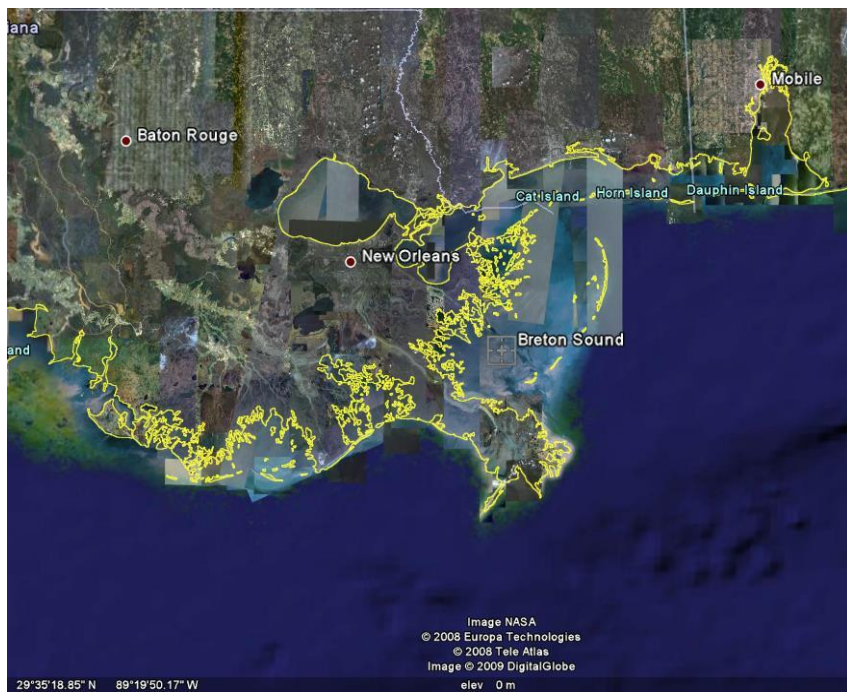 iana
Mobile
Baton Rouge
Cat Island
Horn Island
Dauphin Island
New Orleans
Breton Sound
and
Image NASA
© 2008 Europa Technologies
© 2008 Tele Atlas
Image © 2009 DigitalGlobe
29°35'18.85" N 89°19'50.17" W
elev 0 m